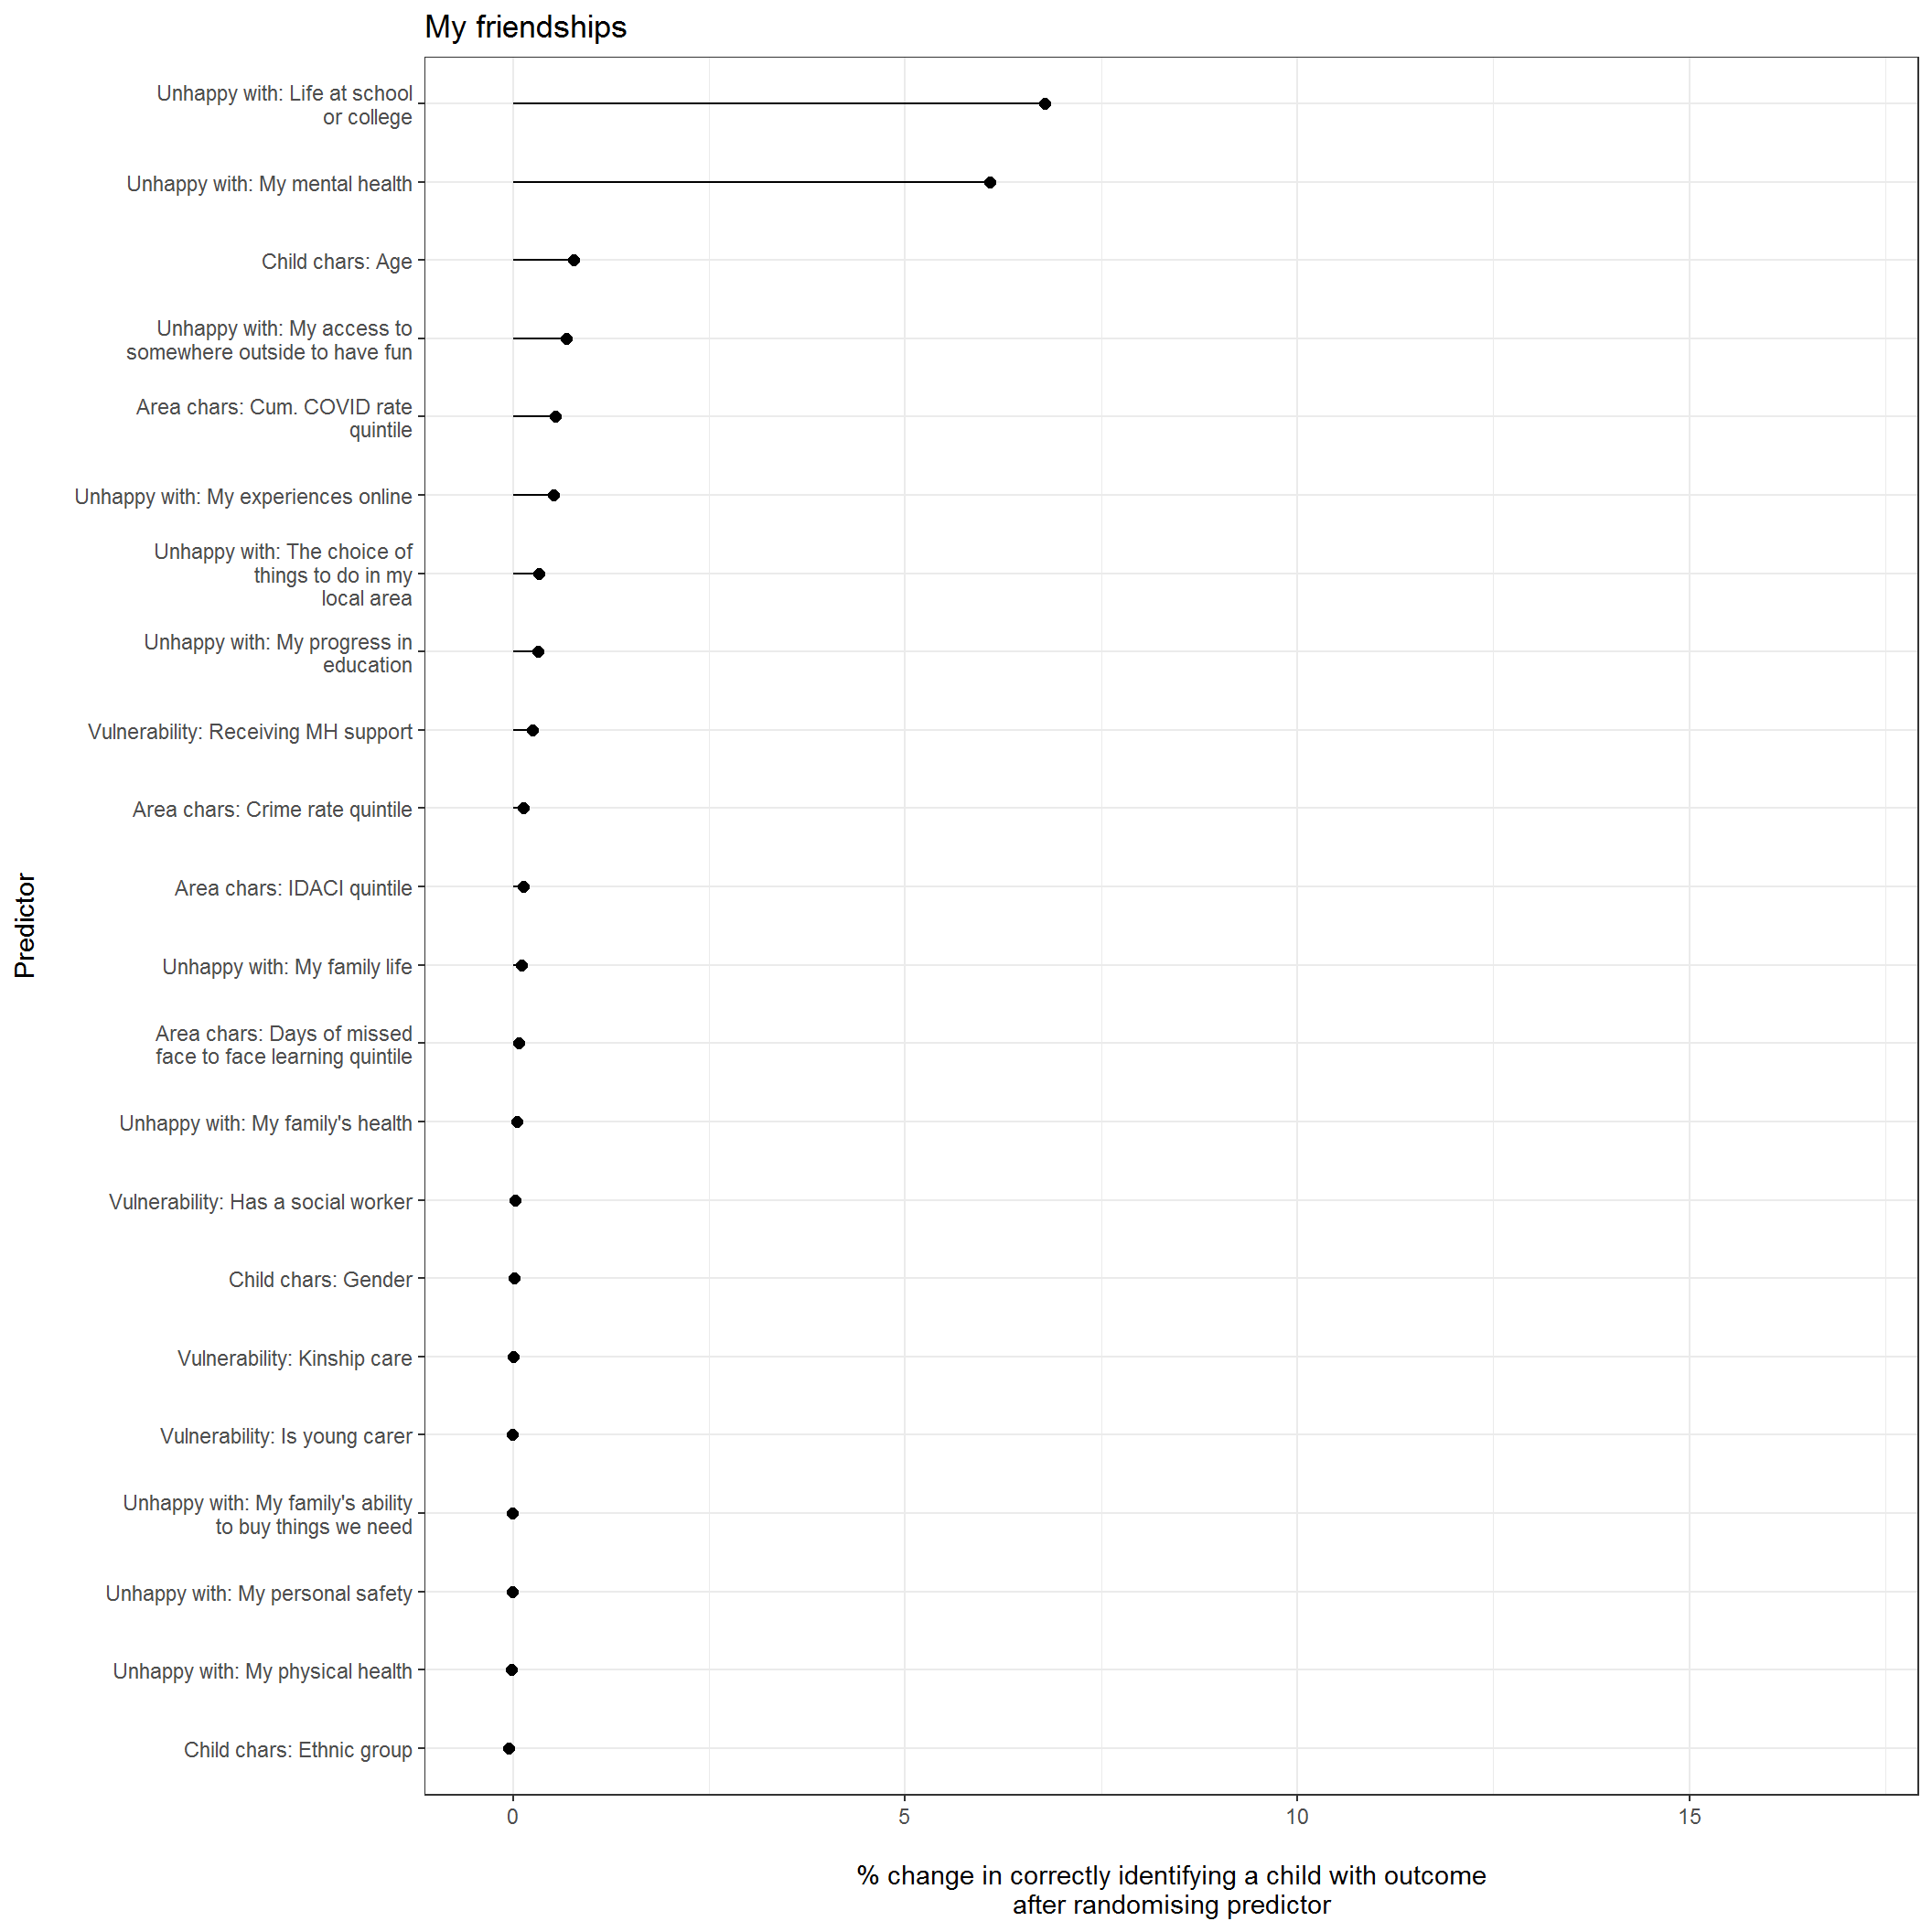 My friendships
Unhappy with: Life at school
or college
Unhappy with: My mental health
Child chars: Age
Unhappy with: My access to
somewhere outside to have fun
Area chars: Cum. COVID rate
quintile
Unhappy with: My experiences online
Unhappy with: The choice of
things to do in my
local area
Unhappy with: My progress in
education
Vulnerability: Receiving MH support
Area chars: Crime rate quintile
Area chars: IDACI quintile
Unhappy with: My family life
Area chars: Days of missed
face to face learning quintile
Unhappy with: My family's health
Vulnerability: Has a social worker
Child chars: Gender
Vulnerability: Kinship care
Vulnerability: Is young carer
Unhappy with: My family's ability
to buy things we need
Unhappy with: My personal safety
Unhappy with: My physical health
Child chars: Ethnic group
Predictor
0
5
10
15
% change in correctly identifying a child with outcome
after randomising predictor